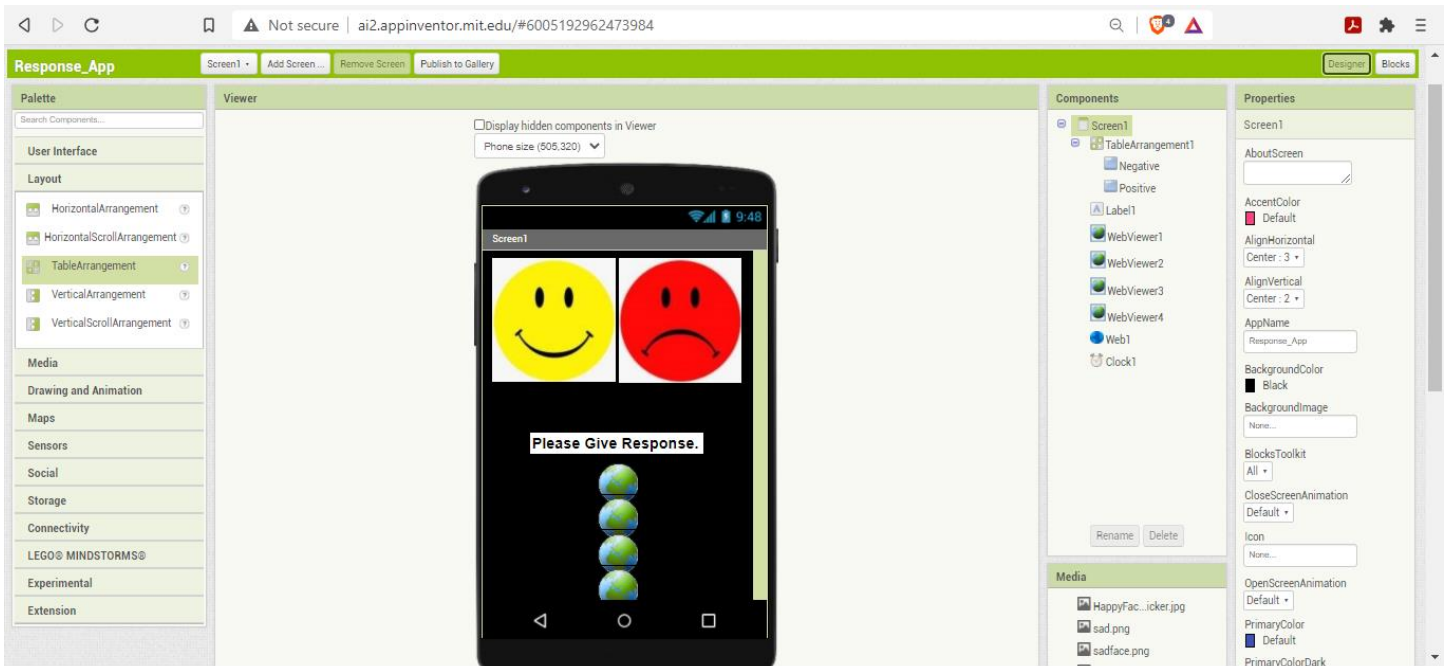 Not secure | ai2.appinventor.mit.edu/#6005192962473984
4
Response_App
Screen1
Add Screen ...
Remove Screen
Publish to Gallery
Designer
Blocks
Palette
Search Components...
User Interface
Layout
HorizontalArrangement ?
HorizontalScrollArrangement ?
TableArrangement ?
VerticalArrangement ?
VerticalScrollArrangement ?
Media
Drawing and Animation
Maps
Sensors
Social
Storage
Connectivity
LEGO® MINDSTORMS®
Experimental
Extension
Viewer
Display hidden components in Viewer
Phone size (505,320)
9:48
Screen1
Please Give Response.
Components
Screen1
TableArrangement1
Negative
Positive
A Label1
WebViewer1
WebViewer2
WebViewer3
WebViewer4
Web1
Clock1
Rename Delete
Media
HappyFac...icker.jpg
sad.png
sadface.png
Properties
Screen1
AboutScreen
AccentColor
Default
AlignHorizontal
Center : 3
AlignVertical
Center : 2
AppName
Response_App
BackgroundColor
Black
BackgroundImage
None...
BlocksToolkit
All
CloseScreenAnimation
Default
Icon
None...
OpenScreenAnimation
Default
PrimaryColor
Default
PrimaryColorDark